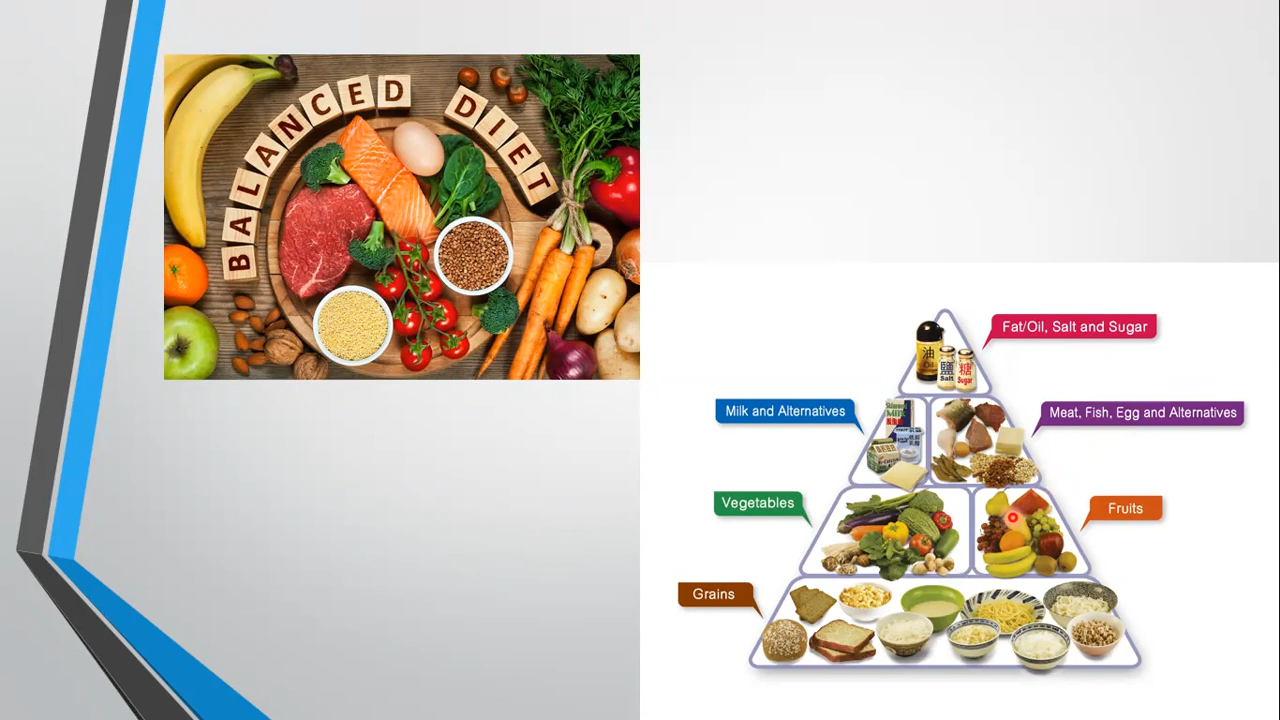 BALANCED DIET
Fat/Oil, Salt and Sugar
油
Oil
鹽
Salt
糖
Sugar
Milk and Alternatives
Meat, Fish, Egg and Alternatives
Vegetables
Fruits
Grains